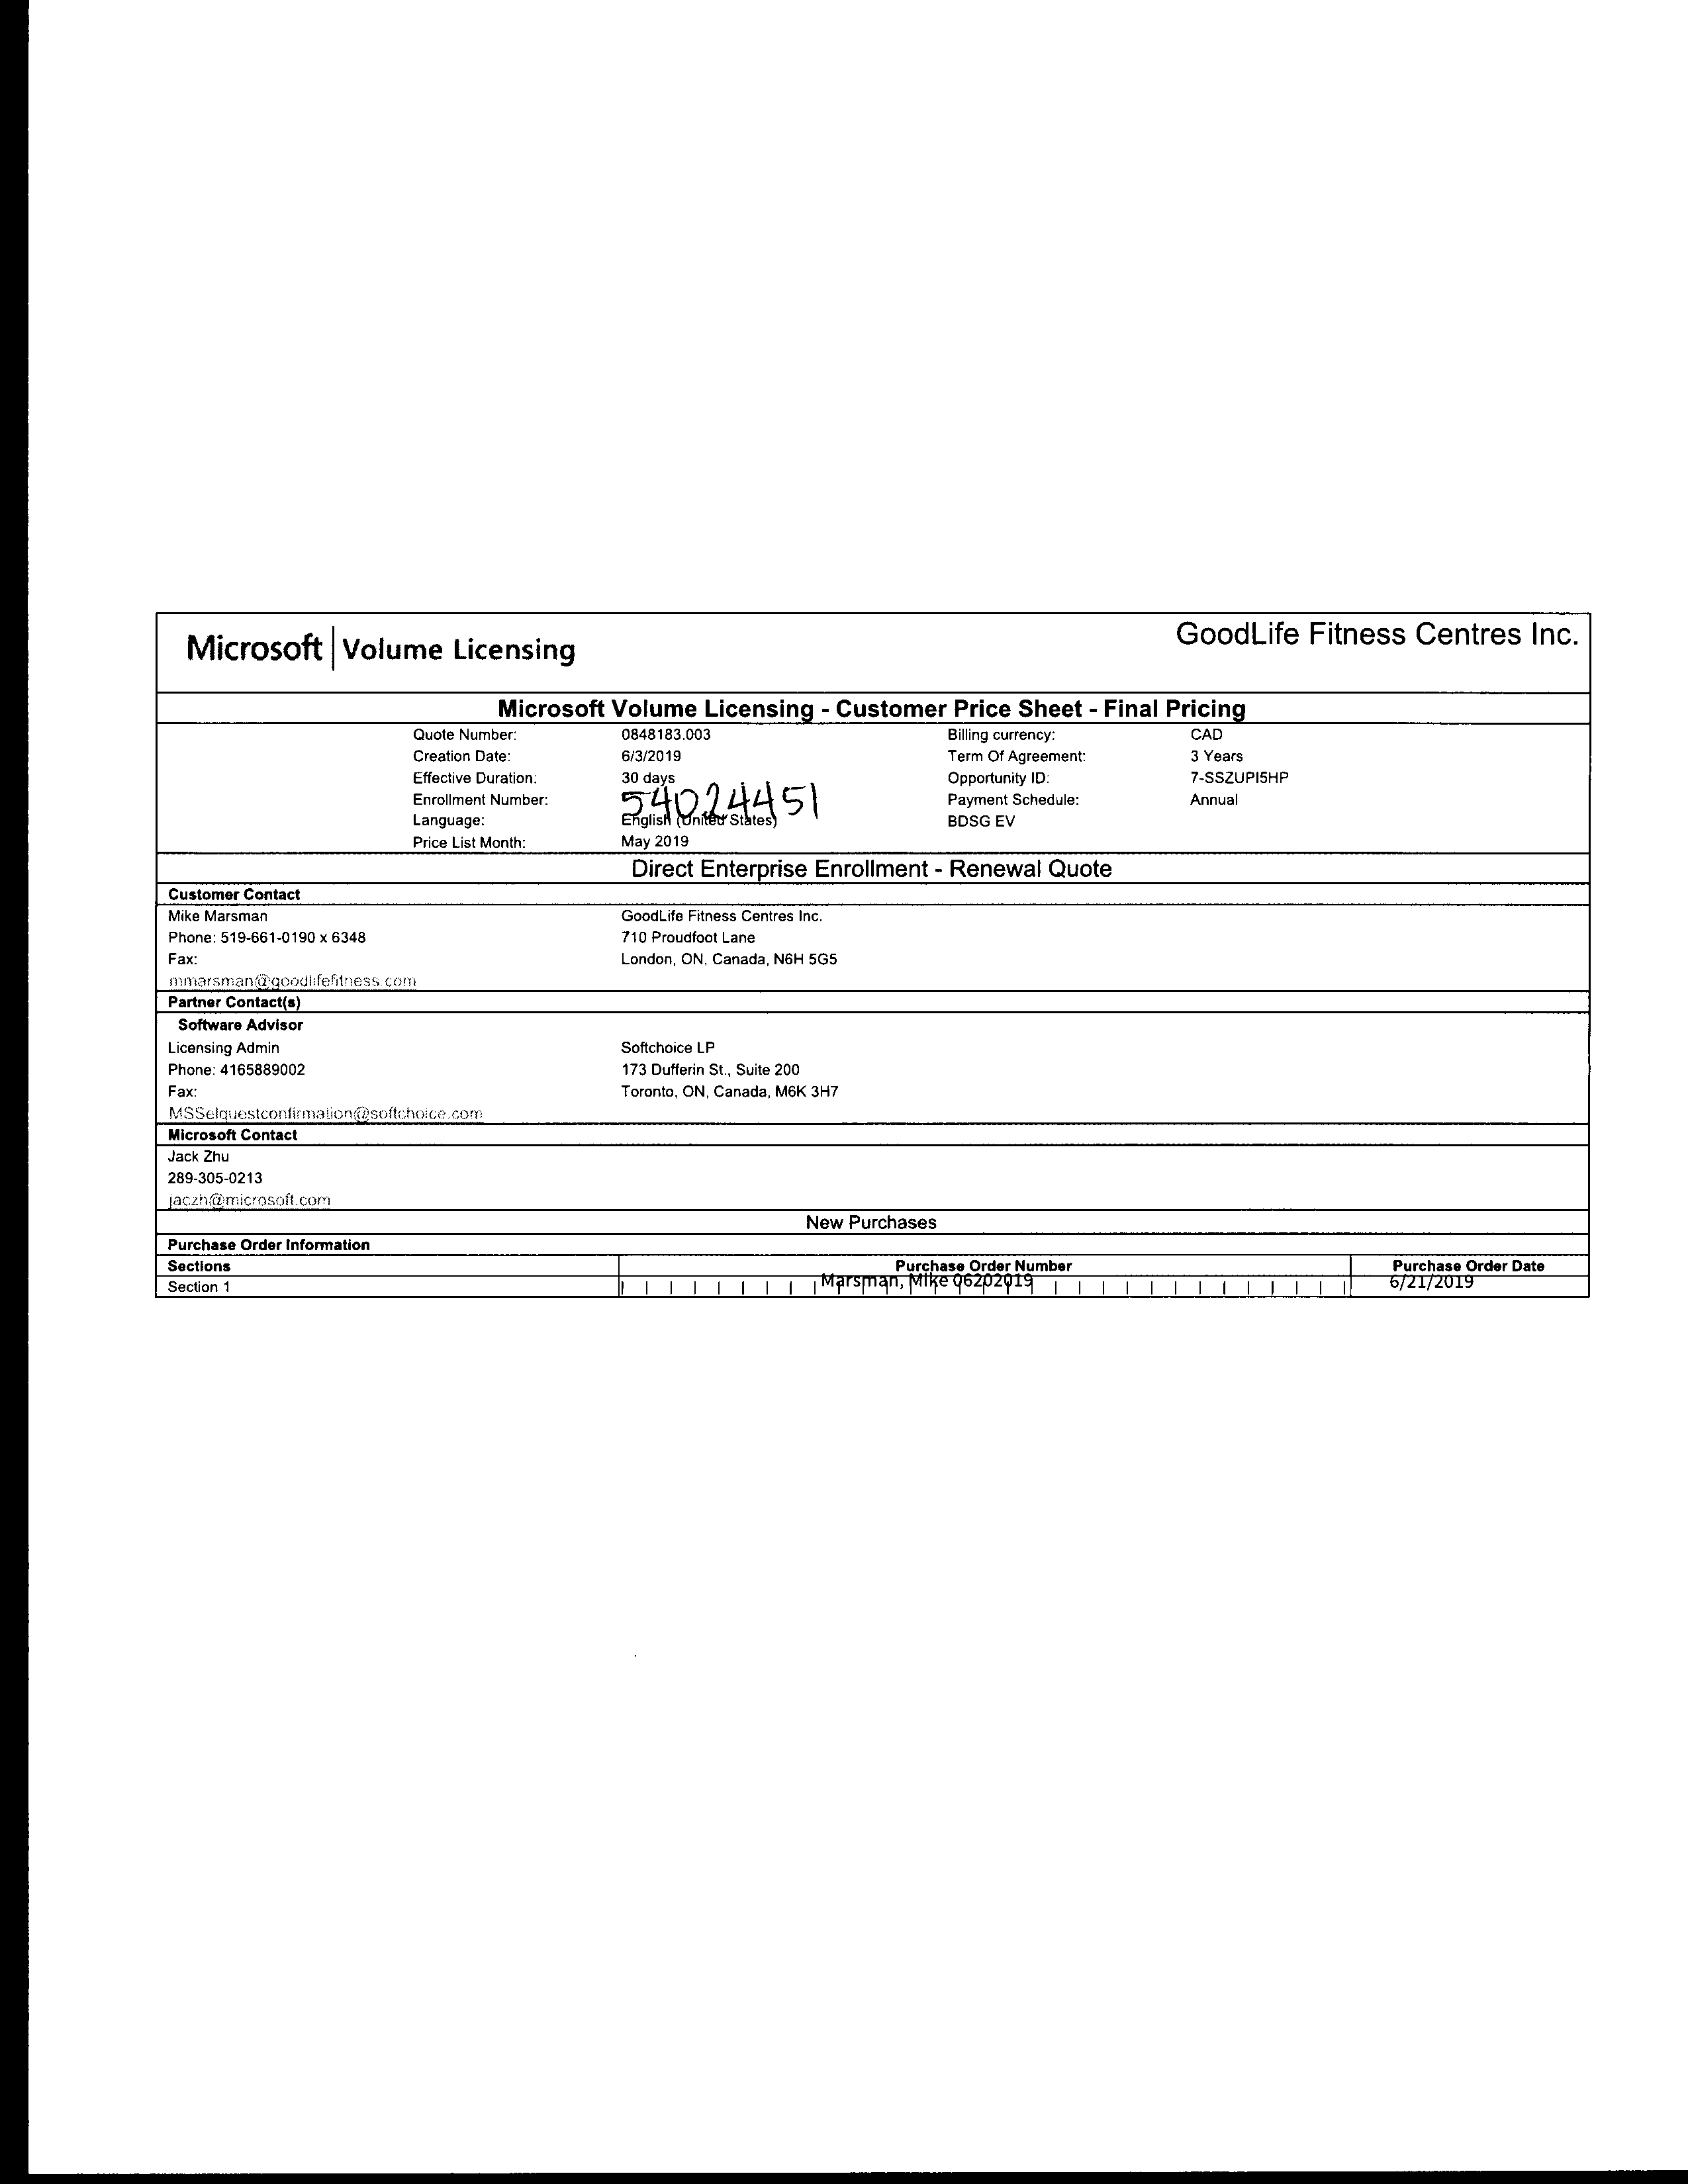 Microsoft | Volume Licensing
GoodLife Fitness Centres Inc.
Microsoft Volume Licensing - Customer Price Sheet - Final Pricing
Quote Number: 0848183.003 Billing currency: CAD
Creation Date: 6/3/2019 Term Of Agreement: 3 Years
Effective Duration: 30 days Opportunity ID: 7-SSZUPI5HP
Enrollment Number: 54024451 Payment Schedule: Annual
Language: English (United States) BDSG EV
Price List Month: May 2019
Direct Enterprise Enrollment - Renewal Quote
Customer Contact
Mike Marsman GoodLife Fitness Centres Inc.
Phone: 519-661-0190 x 6348 710 Proudfoot Lane
Fax: London, ON, Canada, N6H 5G5
mmarsman@goodlifefitness.com
Partner Contact(s)
Software Advisor
Licensing Admin Softchoice LP
Phone: 4165889002 173 Dufferin St., Suite 200
Fax: Toronto, ON, Canada, M6K 3H7
MSSelquestconfirmation@softchoice.com
Microsoft Contact
Jack Zhu
289-305-0213
jaczh@microsoft.com
New Purchases
Purchase Order Information
Sections Purchase Order Number Purchase Order Date
Section 1 Marsman, Mike 06202019 6/21/2019